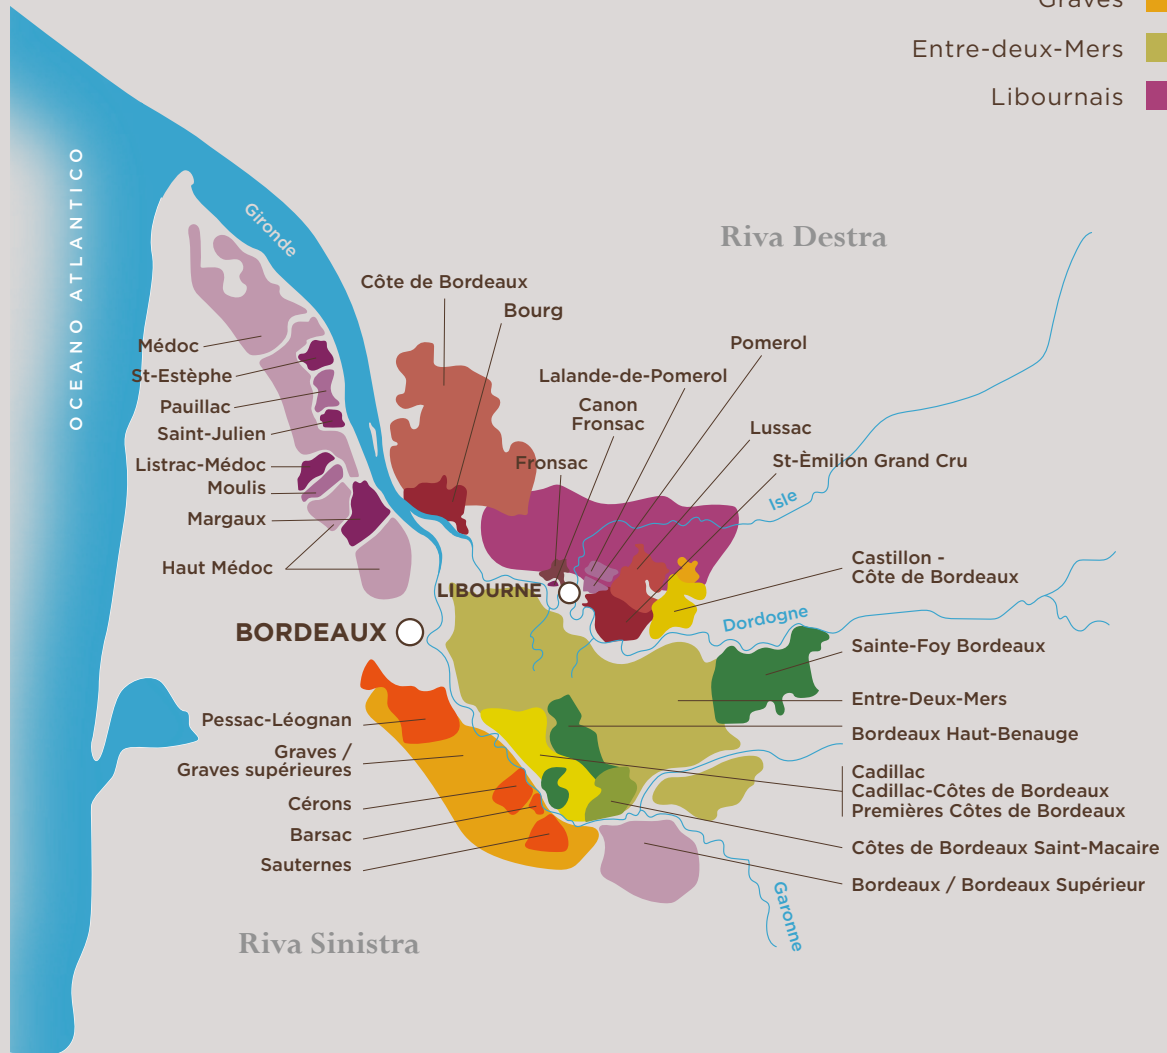 Graves
Entre-deux-Mers
Libournais
OCEANO ATLANTICO
Gironde
Riva Destra
Côte de Bordeaux
Bourg
Pomerol
Médoc
St-Estèphe
Pauillac
Saint-Julien
Listrac-Médoc
Moulis
Margaux
Haut Médoc
Lalande-de-Pomerol
Canon
Fronsac
Fronsac
Lussac
St-Èmilion Grand Cru
Isle
Castillon -
Côte de Bordeaux
LIBOURNE
BORDEAUX
Dordogne
Sainte-Foy Bordeaux
Entre-Deux-Mers
Bordeaux Haut-Benauge
Cadillac
Cadillac-Côtes de Bordeaux
Premières Côtes de Bordeaux
Côtes de Bordeaux Saint-Macaire
Bordeaux / Bordeaux Supérieur
Pessac-Léognan
Graves /
Graves supérieures
Cérons
Barsac
Sauternes
Garonne
Riva Sinistra